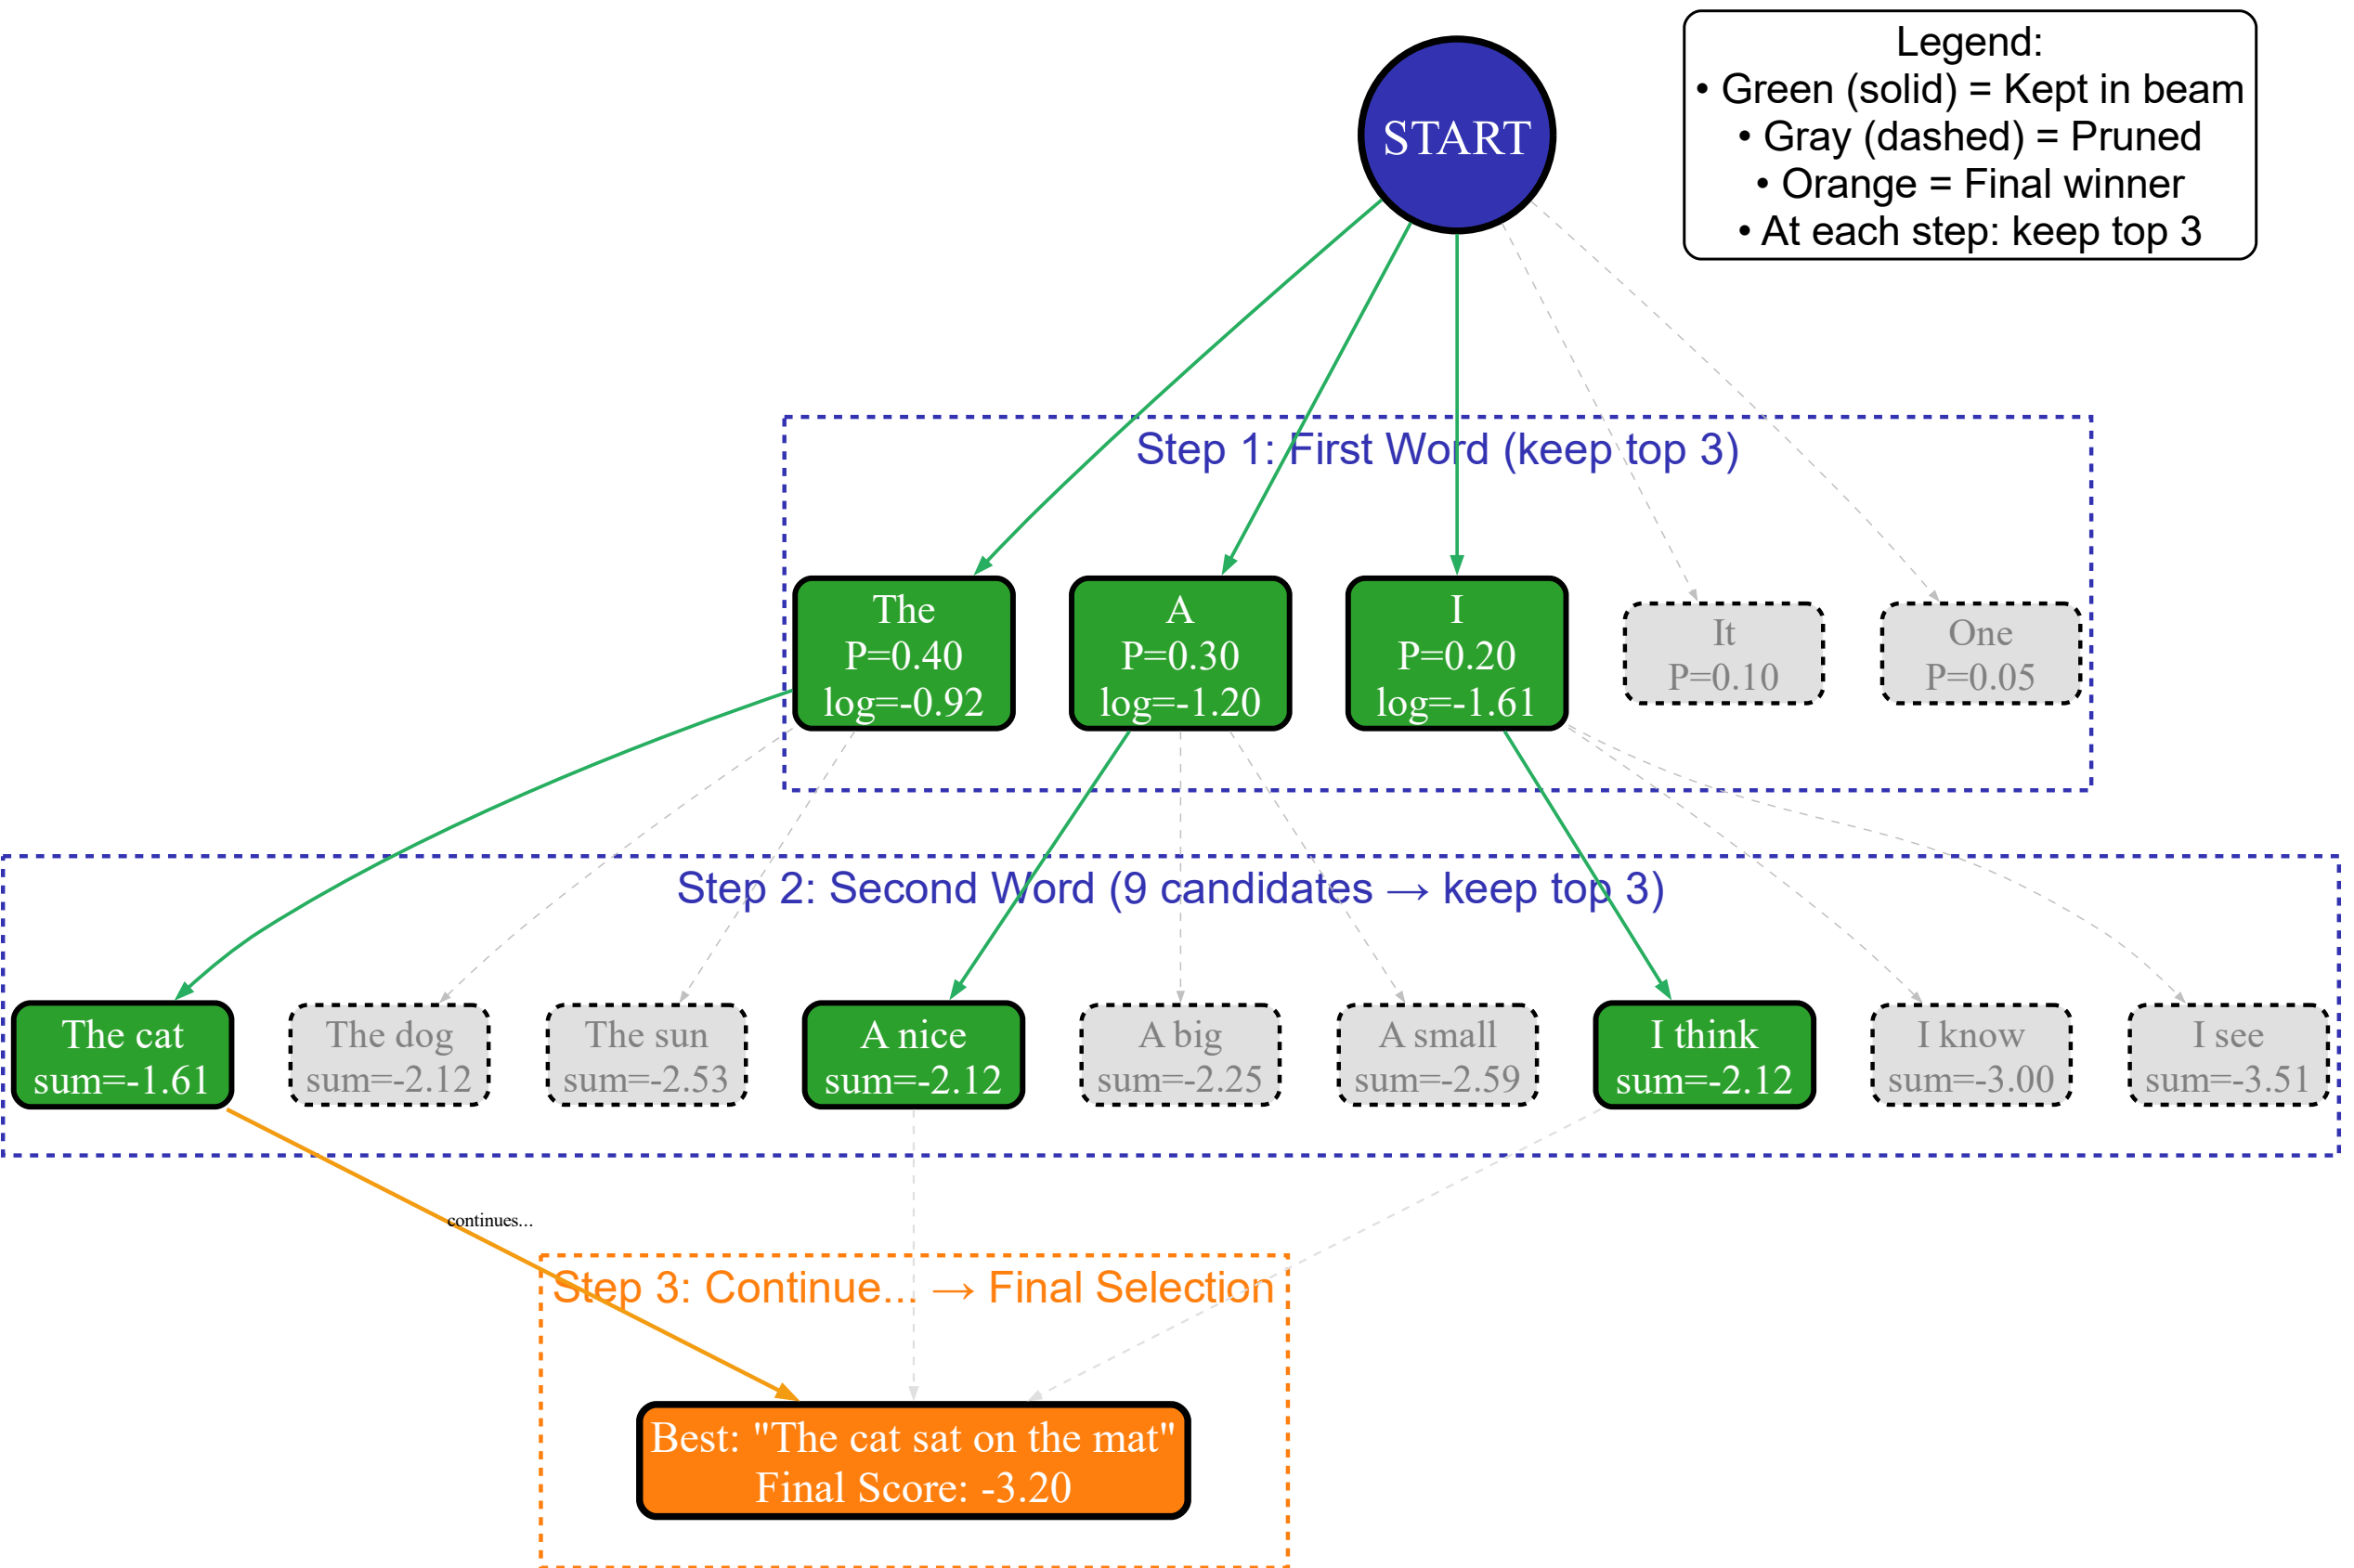 START
Legend:
• Green (solid) = Kept in beam
• Gray (dashed) = Pruned
• Orange = Final winner
• At each step: keep top 3
Step 1: First Word (keep top 3)
The
P=0.40
log=-0.92
A
P=0.30
log=-1.20
I
P=0.20
log=-1.61
It
P=0.10
One
P=0.05
Step 2: Second Word (9 candidates → keep top 3)
The cat
sum=-1.61
The dog
sum=-2.12
The sun
sum=-2.53
A nice
sum=-2.12
A big
sum=-2.25
A small
sum=-2.59
I think
sum=-2.12
I know
sum=-3.00
I see
sum=-3.51
continues...
Step 3: Continue... → Final Selection
Best: "The cat sat on the mat"
Final Score: -3.20